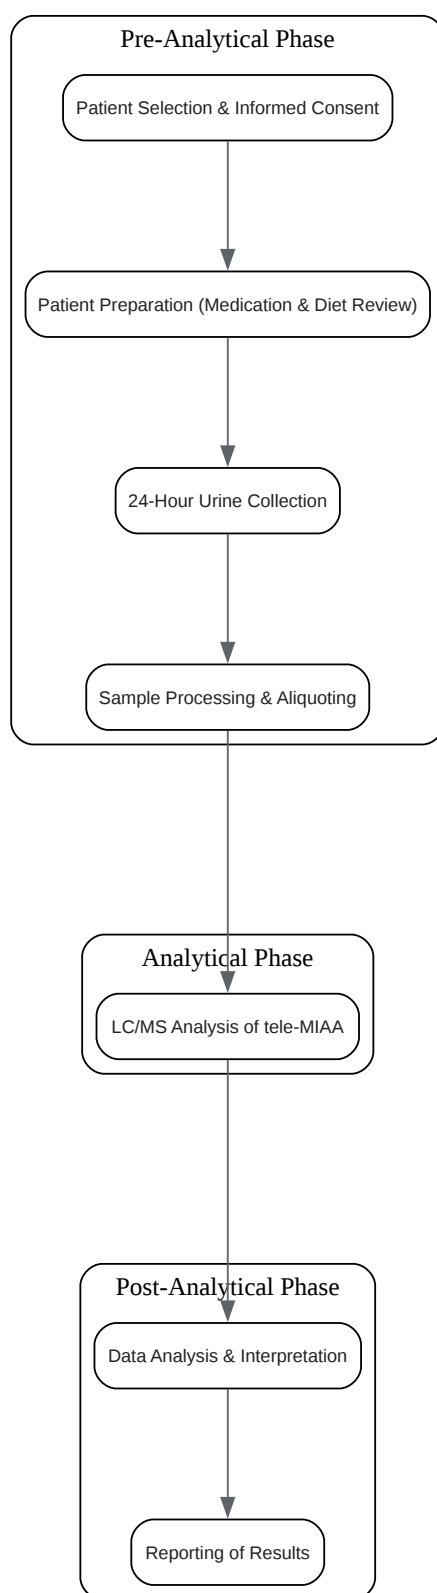 Pre-Analytical Phase
Patient Selection & Informed Consent
Patient Preparation (Medication & Diet Review)
24-Hour Urine Collection
Sample Processing & Aliquoting
Analytical Phase
LC/MS Analysis of tele-MIAA
Post-Analytical Phase
Data Analysis & Interpretation
Reporting of Results